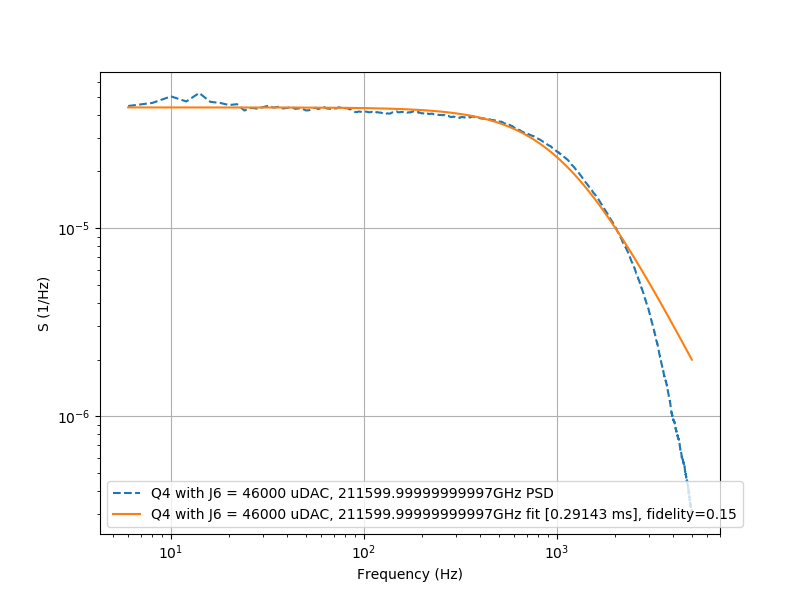 S (1/Hz)
10⁻⁵
10⁻⁶
Q4 with J6 = 46000 uDAC, 211599.99999999997GHz PSD
Q4 with J6 = 46000 uDAC, 211599.99999999997GHz fit [0.29143 ms], fidelity=0.15
10¹ 10² 10³
Frequency (Hz)